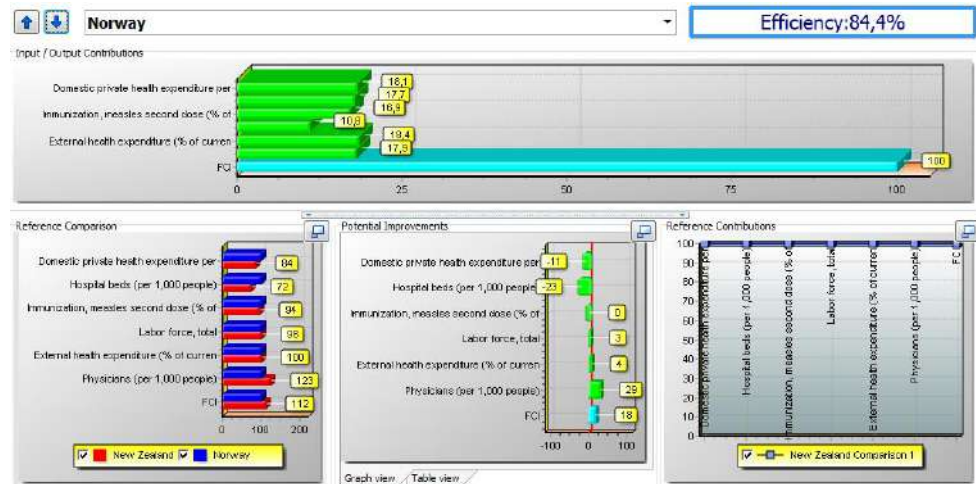 Norway
Efficiency:84,4%
Input / Output Contributions
Domestic private health expenditure per
Immunization, measles second dose (% of
External health expenditure (% of curren
FCI
18,1
17,7
16,9
10,8
18,4
17,9
100
0 25 50 75 100
Reference Comparison
Domestic private health expenditure per
Hospital beds (per 1,000 people)
Immunization, measles second dose (% of
Labor force, total
External health expenditure (% of curren
Physicians (per 1,000 people)
FCI
84
72
94
98
100
123
112
0 100 200
New Zealand Norway
Potential Improvements
Domestic private health expenditure per
Hospital beds (per 1,000 people)
Immunization, measles second dose (% of
Labor force, total
External health expenditure (% of curren
Physicians (per 1,000 people)
FCI
-11
-23
0
3
4
29
18
-100 0 100
Graph view Table view
Reference Contributions
100
90
80
70
60
50
40
30
20
10
0
Domestic private health expenditure per
Hospital beds (per 1,000 people)
Immunization, measles second dose (% of
Labor force, total
External health expenditure (% of curren
Physicians (per 1,000 people)
FCI
New Zealand Comparison 1